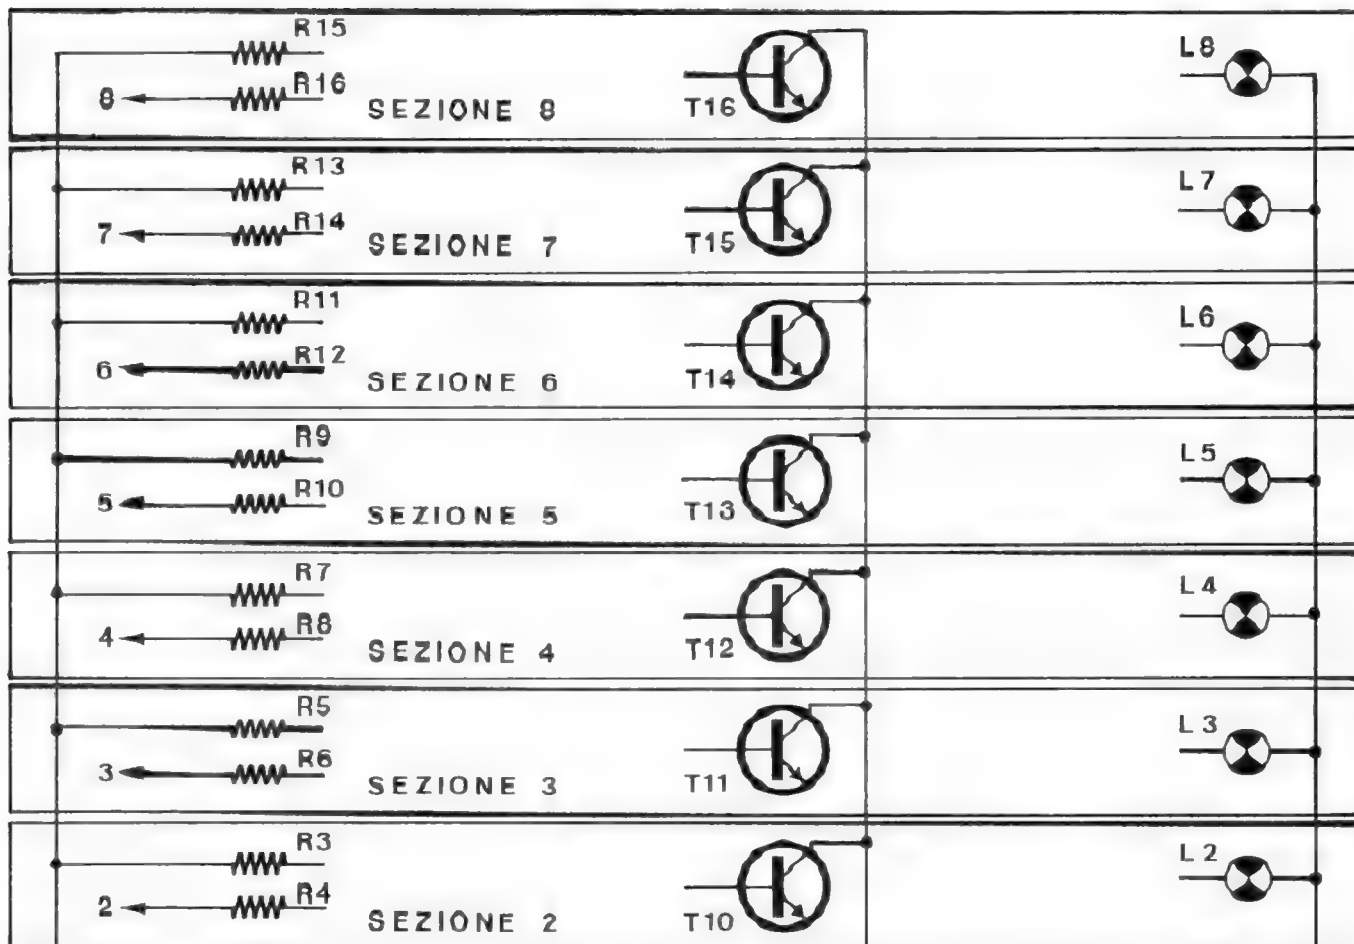 R15
R16
8
SEZIONE 8
T16
L8
R13
R14
7
SEZIONE 7
T15
L7
R11
R12
6
SEZIONE 6
T14
L6
R9
R10
5
SEZIONE 5
T13
L5
R7
R8
4
SEZIONE 4
T12
L4
R5
R6
3
SEZIONE 3
T11
L3
R3
R4
2
SEZIONE 2
T10
L2